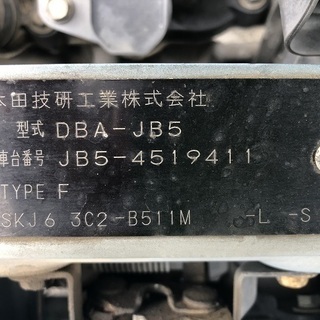 本田技研工業株式会社
型式 DBA-JB5
車台番号 JB5-4519411
TYPE F
SKJ6 3C2-B511M -L -S